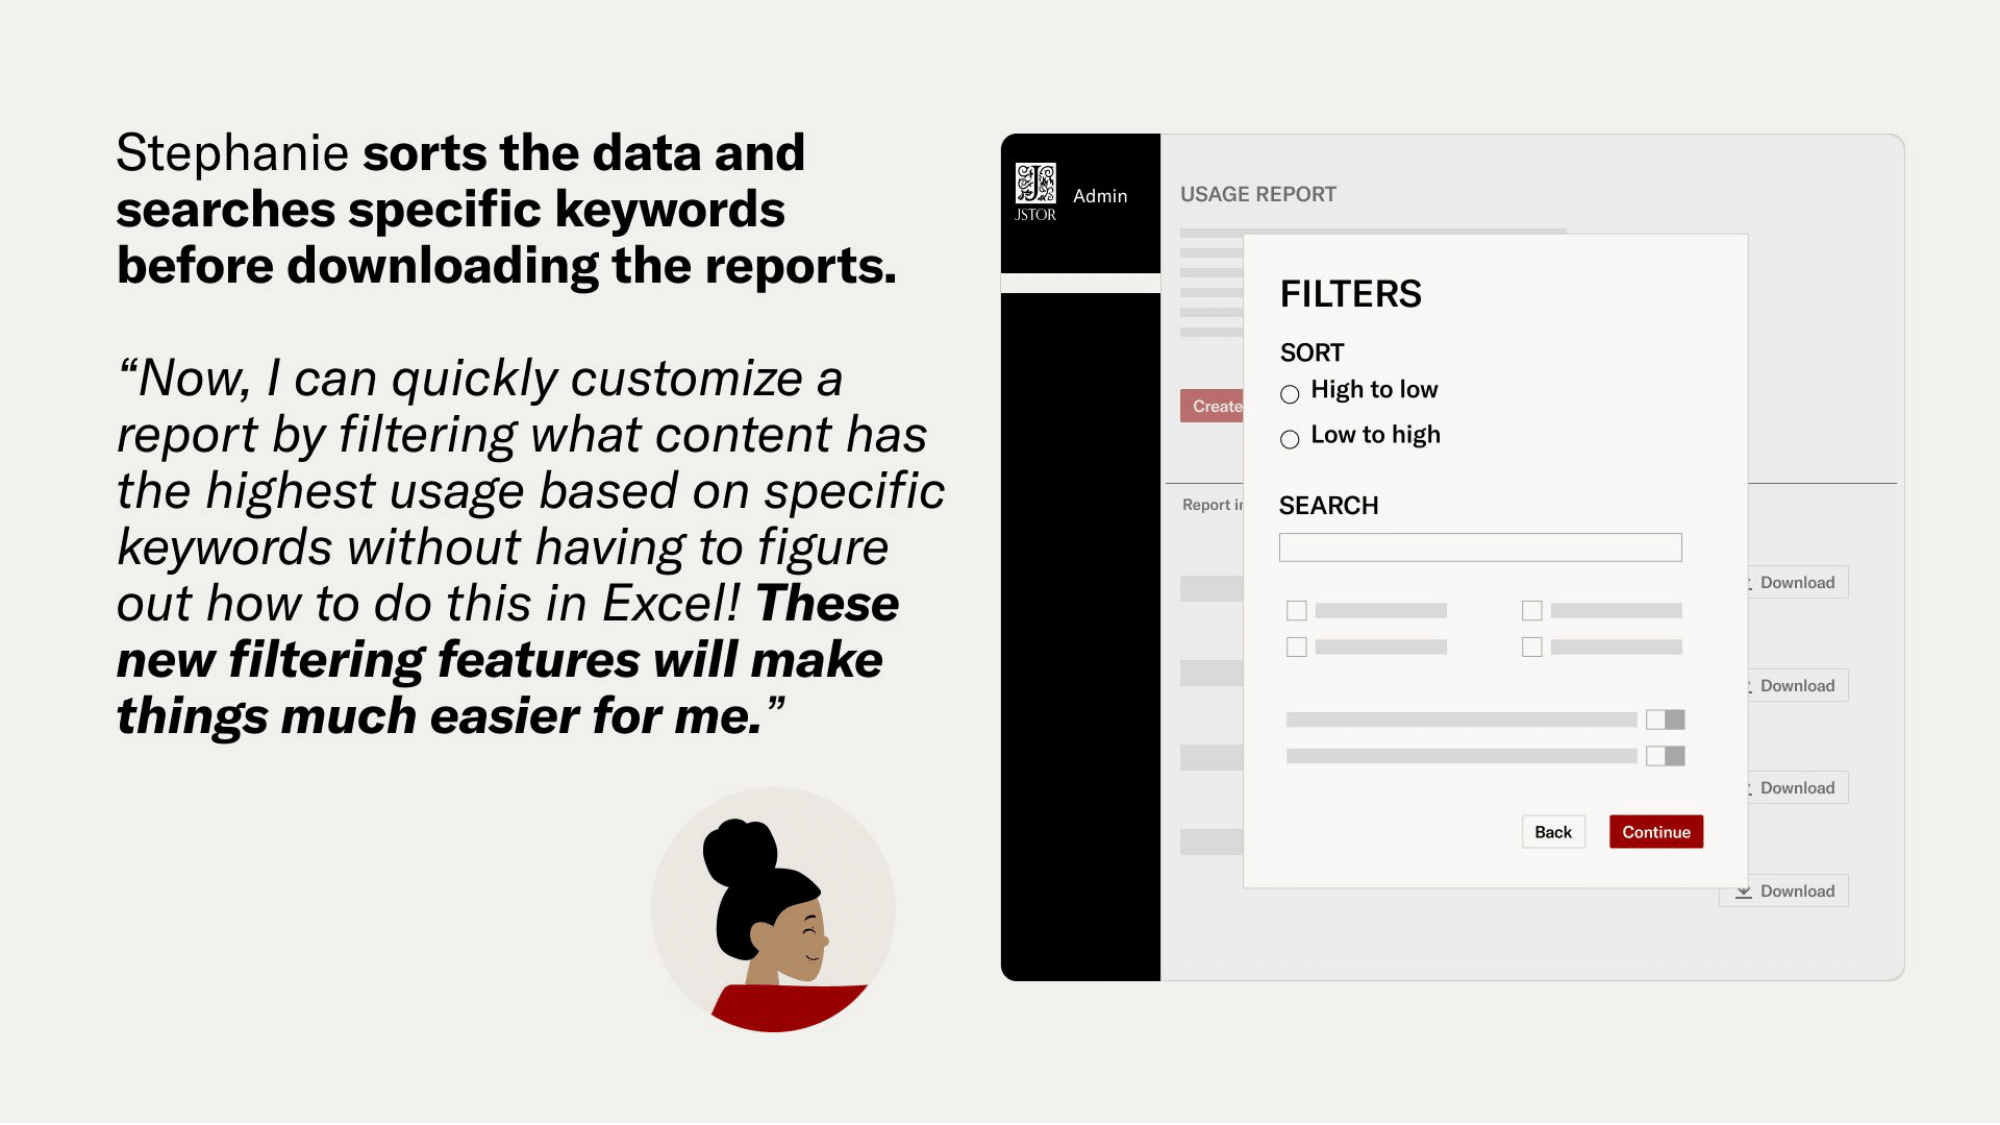 Stephanie sorts the data and
searches specific keywords
before downloading the reports.
“Now, I can quickly customize a
report by filtering what content has
the highest usage based on specific
keywords without having to figure
out how to do this in Excel! These
new filtering features will make
things much easier for me.”
JSTOR
Admin
USAGE REPORT
Create
Report
FILTERS
SORT
High to low
Low to high
SEARCH
Download
Download
Download
Back
Continue
Download